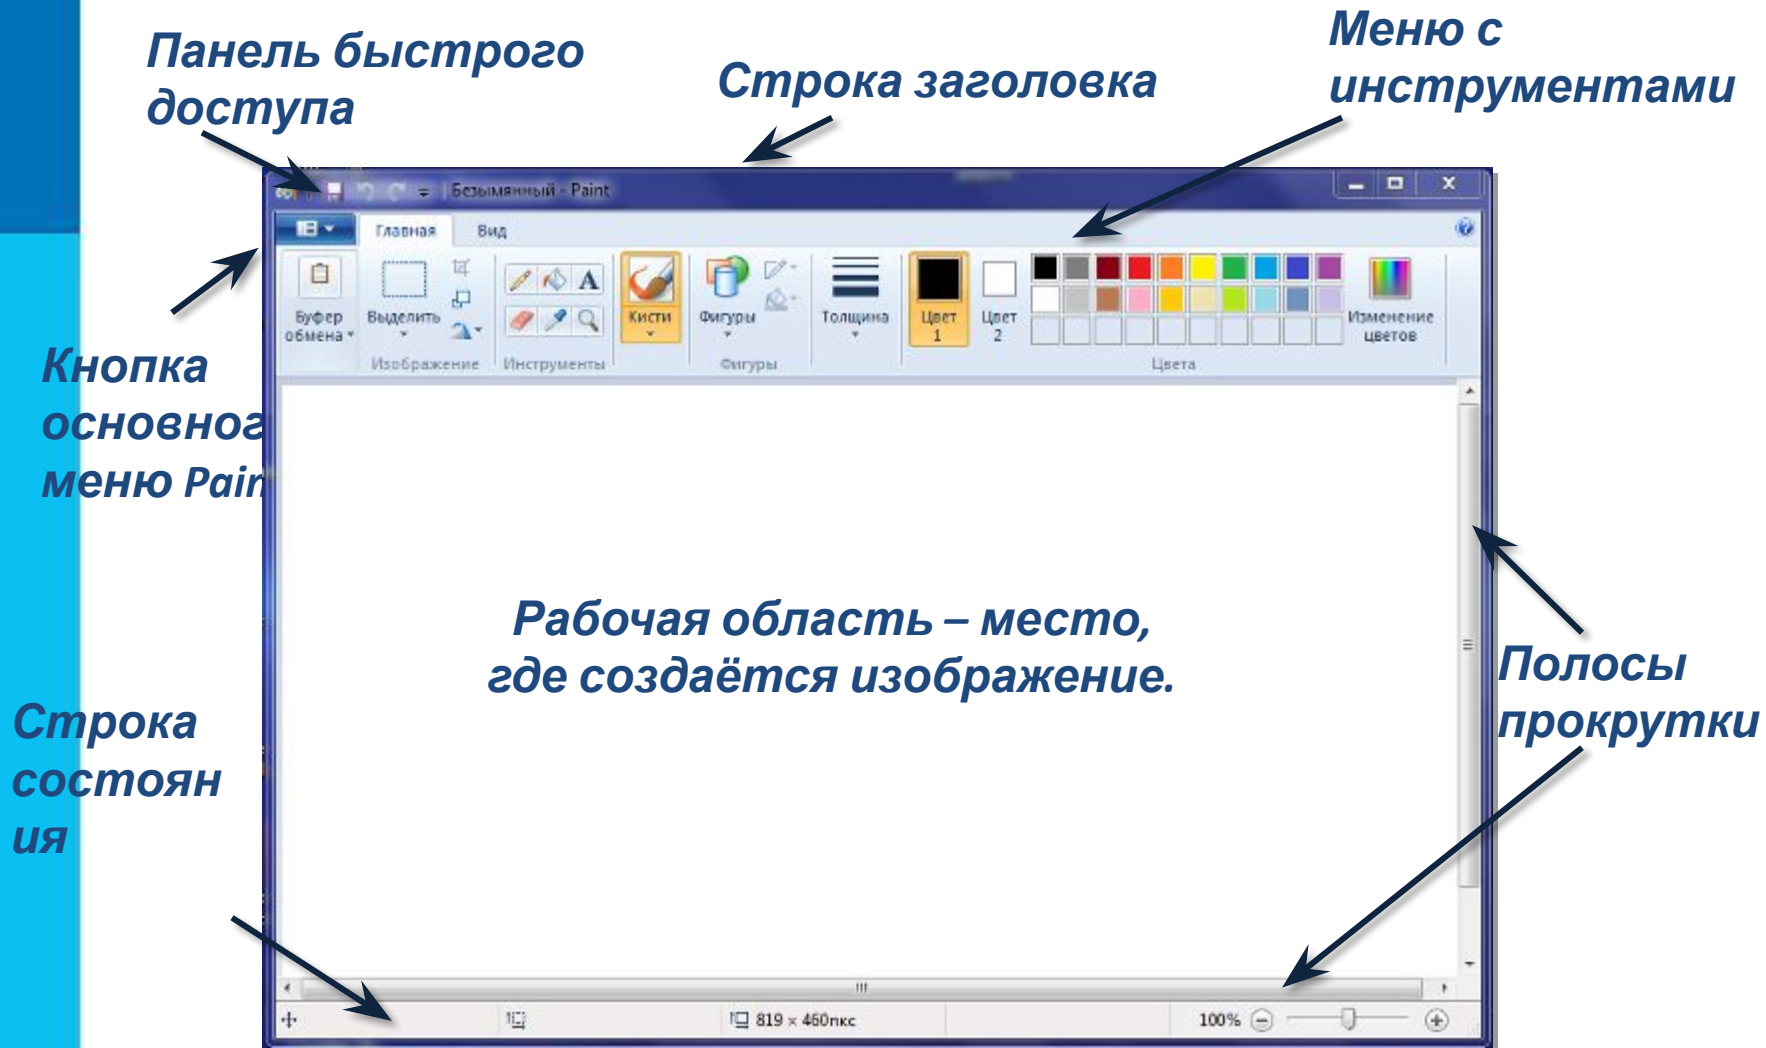 Панель быстрого
доступа
Строка заголовка
Меню с
инструментами
Безымянный - Paint
Главная
Вид
Буфер
обмена
Выделить
Изображение
A
Инструменты
Кисти
Фигуры
Фигуры
Толщина
Цвет
1
Цвет
2
Изменение
цветов
Цвета
Кнопка
основног
меню Pain
Рабочая область – место,
где создаётся изображение.
Полосы
прокрутки
Строка
состоян
ия
819 × 460пкс
100%